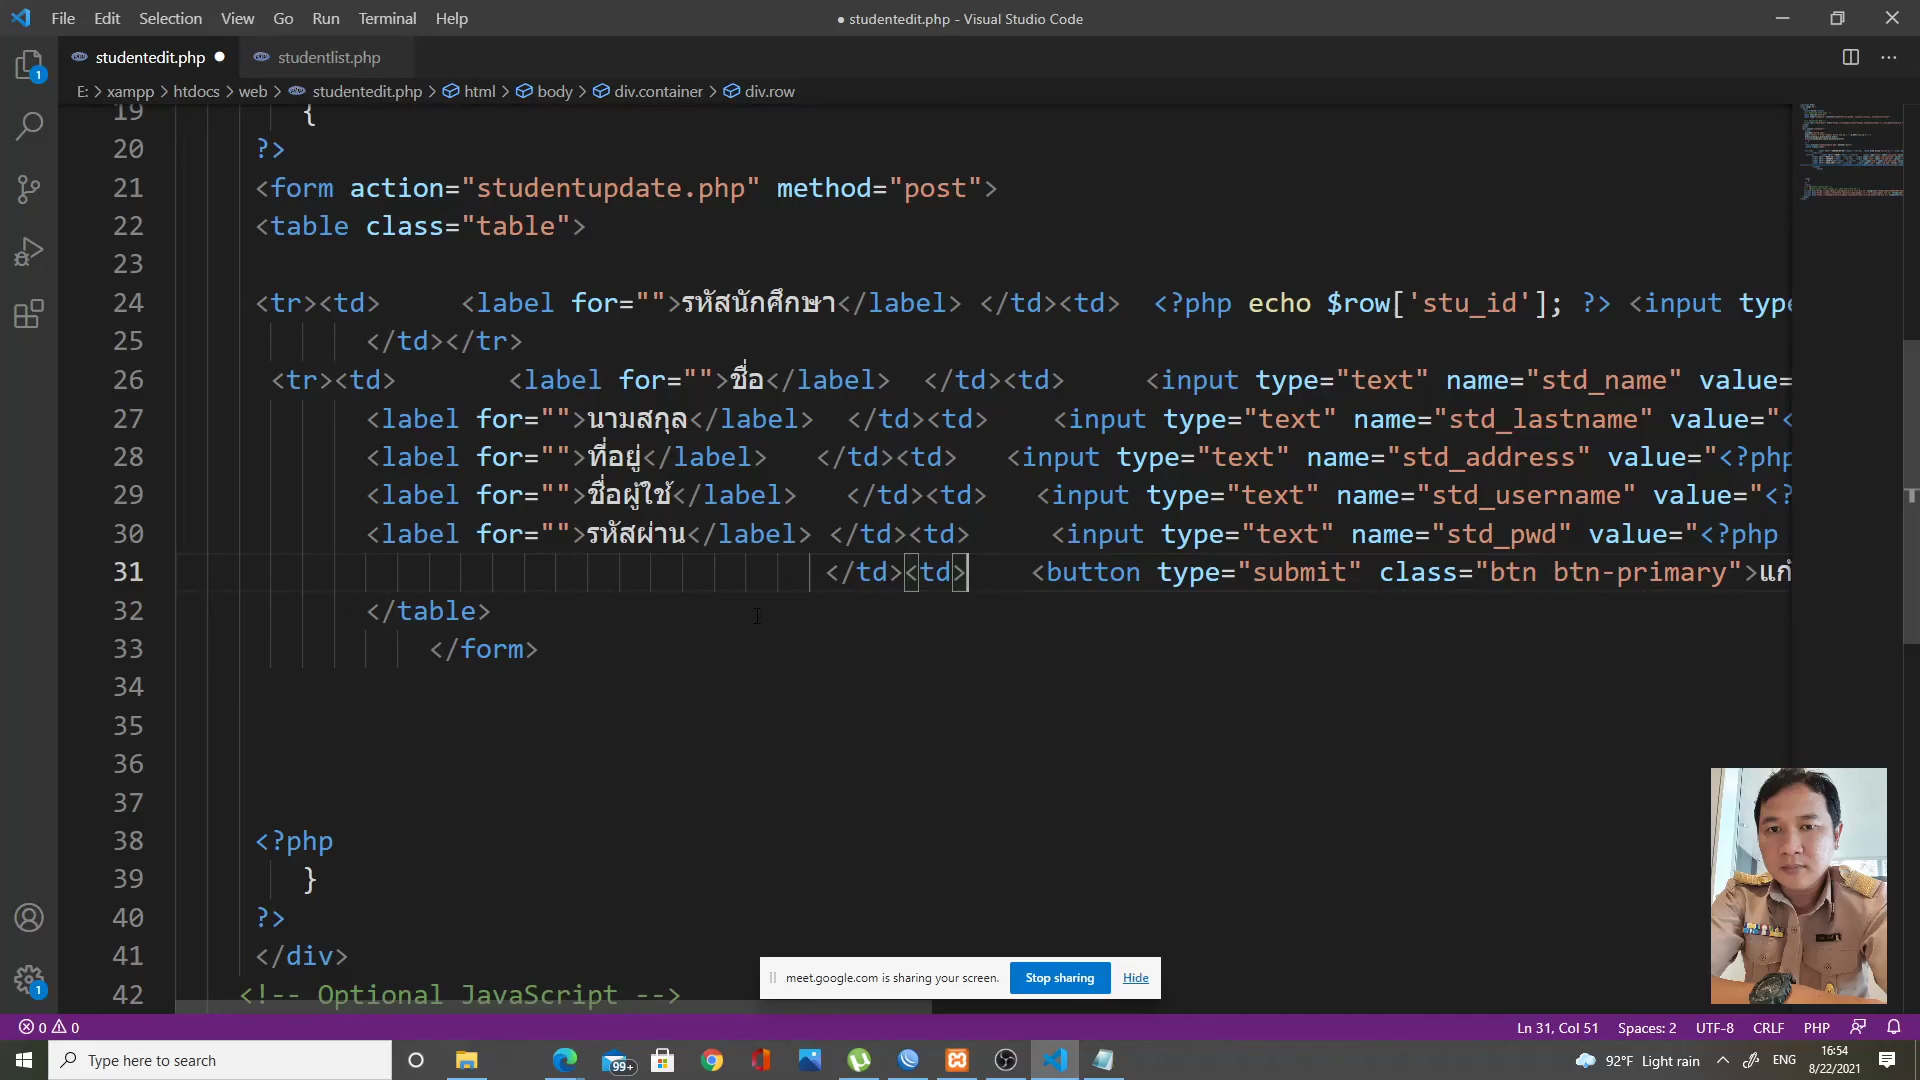 File Edit Selection View Go Run Terminal Help
● studentedit.php - Visual Studio Code
studentedit.php ● studentlist.php
E: > xampp > htdocs > web > studentedit.php > html > body > div.container > div.row
19 {
20 ?>
21 <form action="studentupdate.php" method="post">
22 <table class="table">
23
24 <tr><td> <label for="">รหัสนักศึกษา</label> </td><td> <?php echo $row['stu_id']; ?> <input type
25 </td></tr>
26 <tr><td> <label for="">ชื่อ</label> </td><td> <input type="text" name="std_name" value=
27 <label for="">นามสกุล</label> </td><td> <input type="text" name="std_lastname" value="<
28 <label for="">ที่อยู่</label> </td><td> <input type="text" name="std_address" value="<?php
29 <label for="">ชื่อผู้ใช้</label> </td><td> <input type="text" name="std_username" value="<?
30 <label for="">รหัสผ่าน</label> </td><td> <input type="text" name="std_pwd" value="<?php
31 </td><td> <button type="submit" class="btn btn-primary">แก้
32 </table>
33 </form>
34
35
36
37
38 <?php
39 }
40 ?>
41 </div>
42 <!-- Optional JavaScript -->
meet.google.com is sharing your screen. Stop sharing Hide
0 0 Ln 31, Col 51 Spaces: 2 UTF-8 CRLF PHP
Type here to search 99+ 92°F Light rain ENG 16:54
8/22/2021